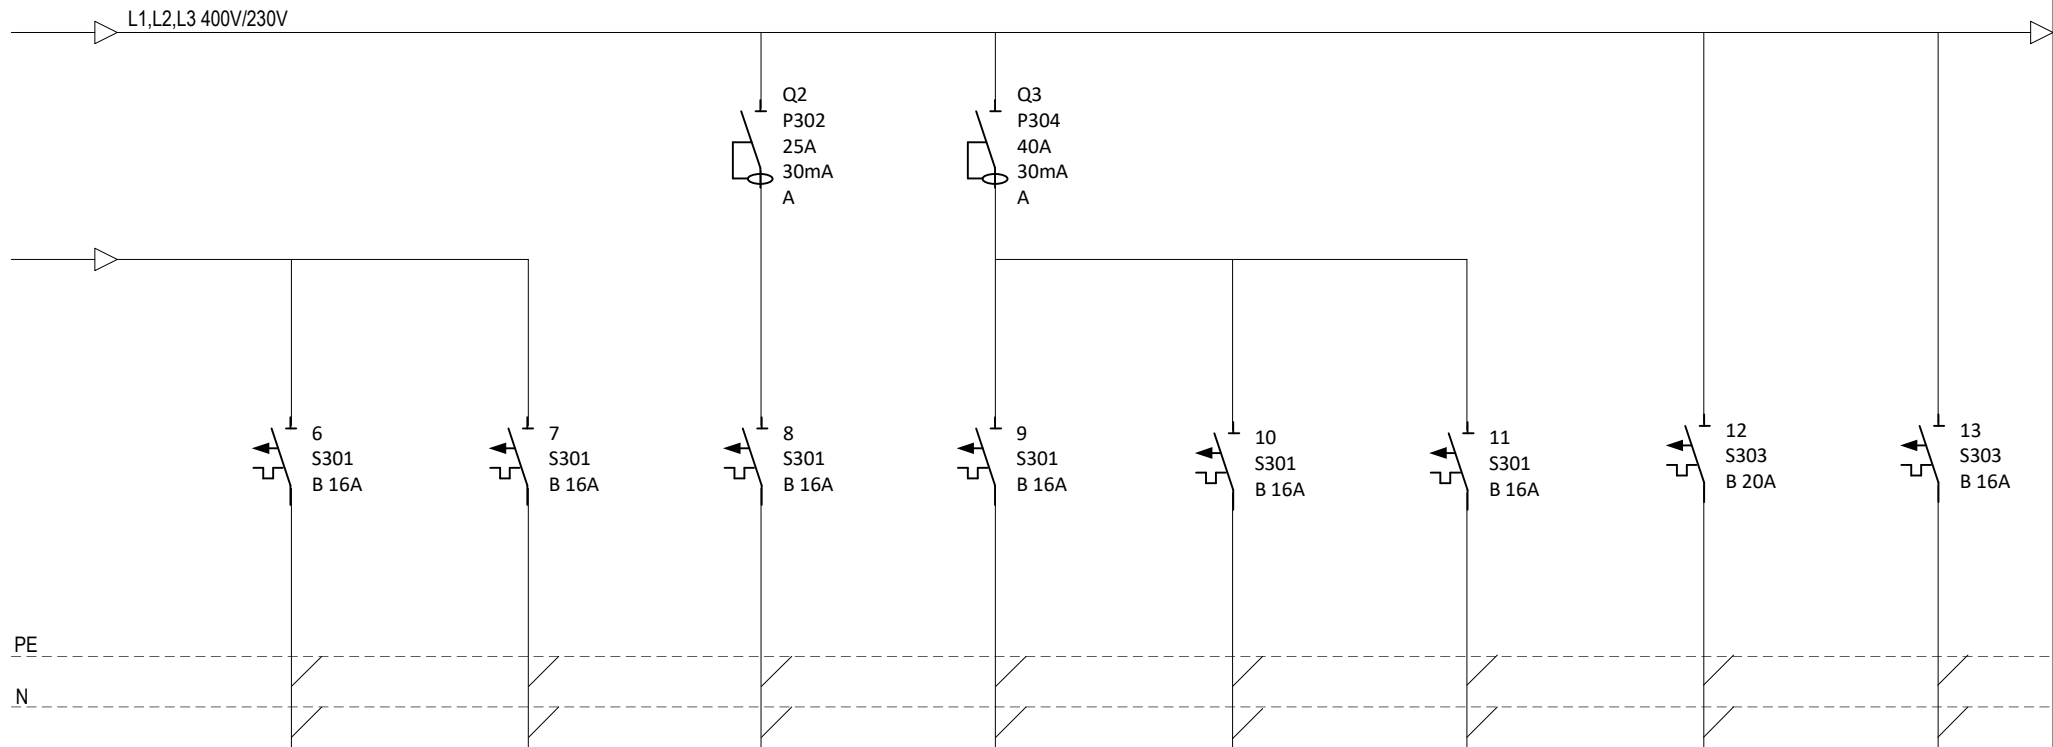 L1,L2,L3 400V/230V
Q2
P302
25A
30mA
A
Q3
P304
40A
30mA
A
6
S301
B 16A
7
S301
B 16A
8
S301
B 16A
9
S301
B 16A
10
S301
B 16A
11
S301
B 16A
12
S303
B 20A
13
S303
B 16A
PE
N